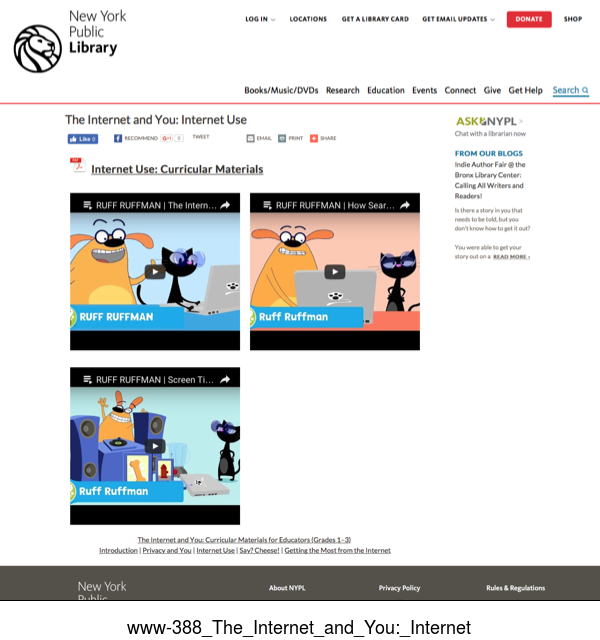 New York
Public
Library
LOG IN
LOCATIONS
GET A LIBRARY CARD
GET EMAIL UPDATES
DONATE
SHOP
Books/Music/DVDs Research Education Events Connect Give Get Help Search
The Internet and You: Internet Use
Like 0
RECOMMEND
G+1 0
TWEET
EMAIL
PRINT
SHARE
Internet Use: Curricular Materials
RUFF RUFFMAN | The Intern...
RUFF RUFFMAN
RUFF RUFFMAN | How Sear...
Ruff Ruffman
RUFF RUFFMAN | Screen Ti...
Ruff Ruffman
ASK NYPL >
Chat with a librarian now
FROM OUR BLOGS
Indie Author Fair @ the
Bronx Library Center:
Calling All Writers and
Readers!
Is there a story in you that
needs to be told, but you
don't know how to get it out?
You were able to get your
story out on a READ MORE ›
The Internet and You: Curricular Materials for Educators (Grades 1–3)
Introduction | Privacy and You | Internet Use | Say? Cheese! | Getting the Most from the Internet
New York
Public
About NYPL
Privacy Policy
Rules & Regulations
www-388_The_Internet_and_You:_Internet